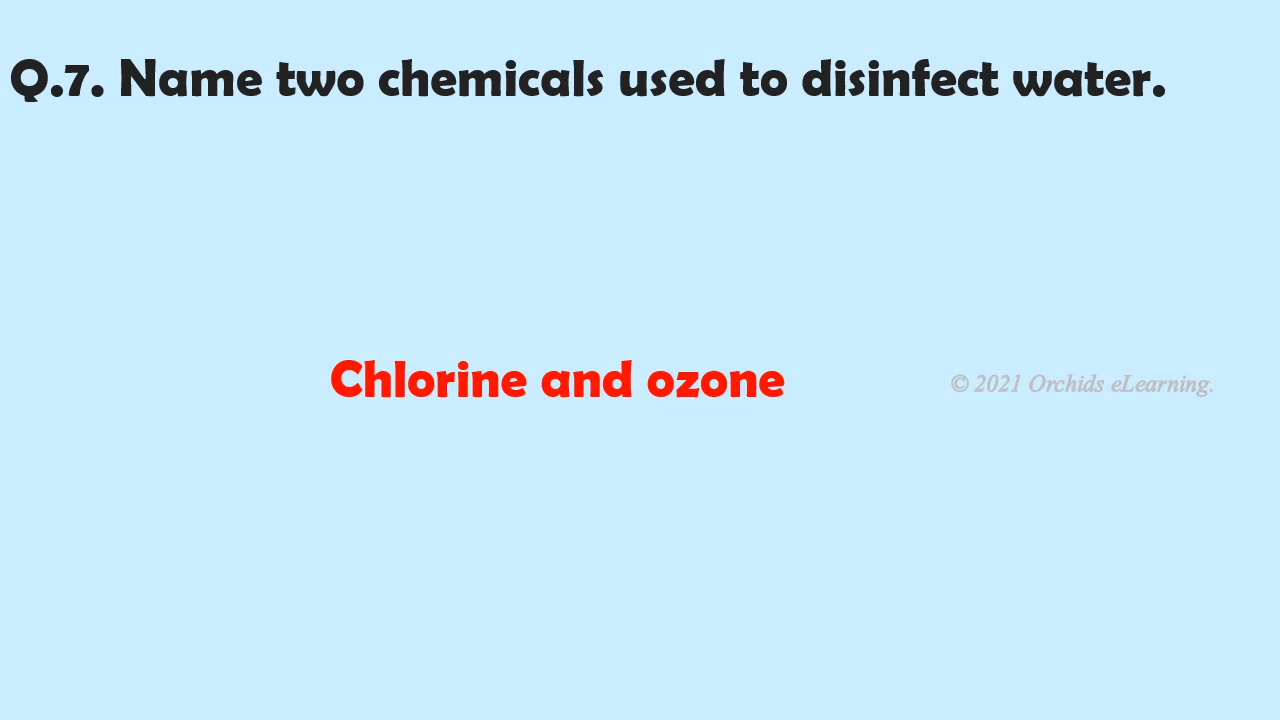 Q.7. Name two chemicals used to disinfect water.
Chlorine and ozone
© 2021 Orchids eLearning.